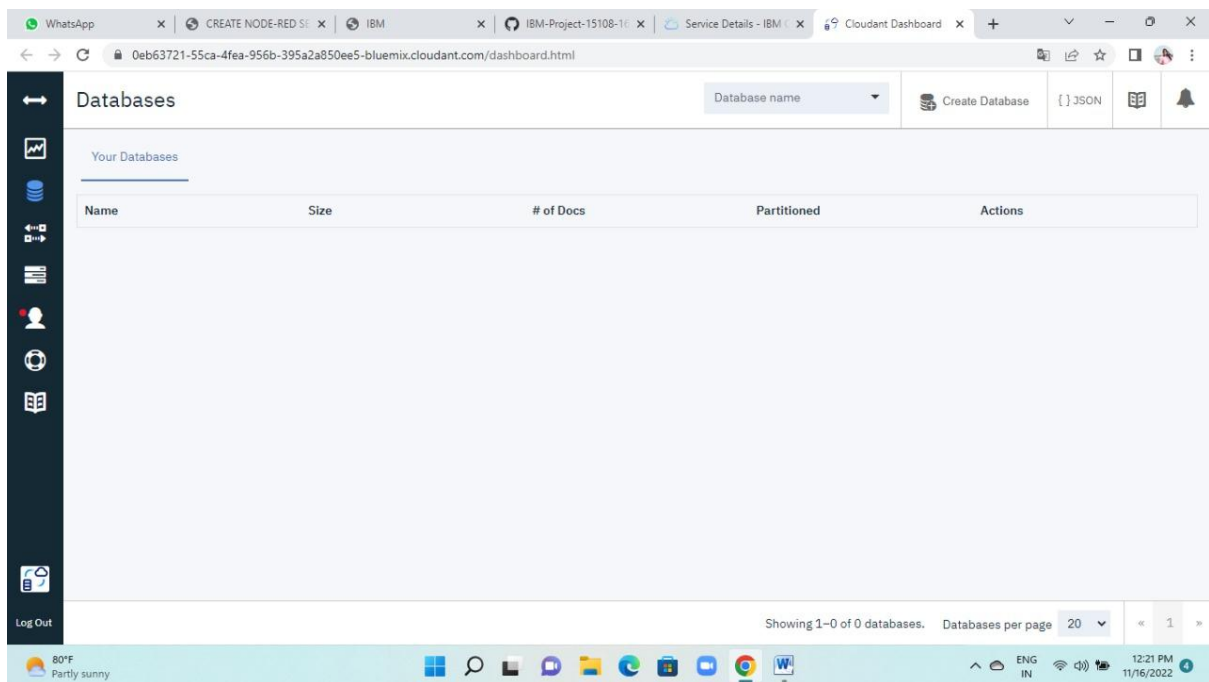 WhatsApp
CREATE NODE-RED SE
IBM
IBM-Project-15108-16
Service Details - IBM C
Cloudant Dashboard
0eb63721-55ca-4fea-956b-395a2a850ee5-bluemix.cloudant.com/dashboard.html
Databases
Database name
Create Database
{ } JSON
Your Databases
Name Size # of Docs Partitioned Actions
Log Out
Showing 1–0 of 0 databases. Databases per page 20 « 1 »
80°F
Partly sunny
ENG
IN
12:21 PM
11/16/2022
4